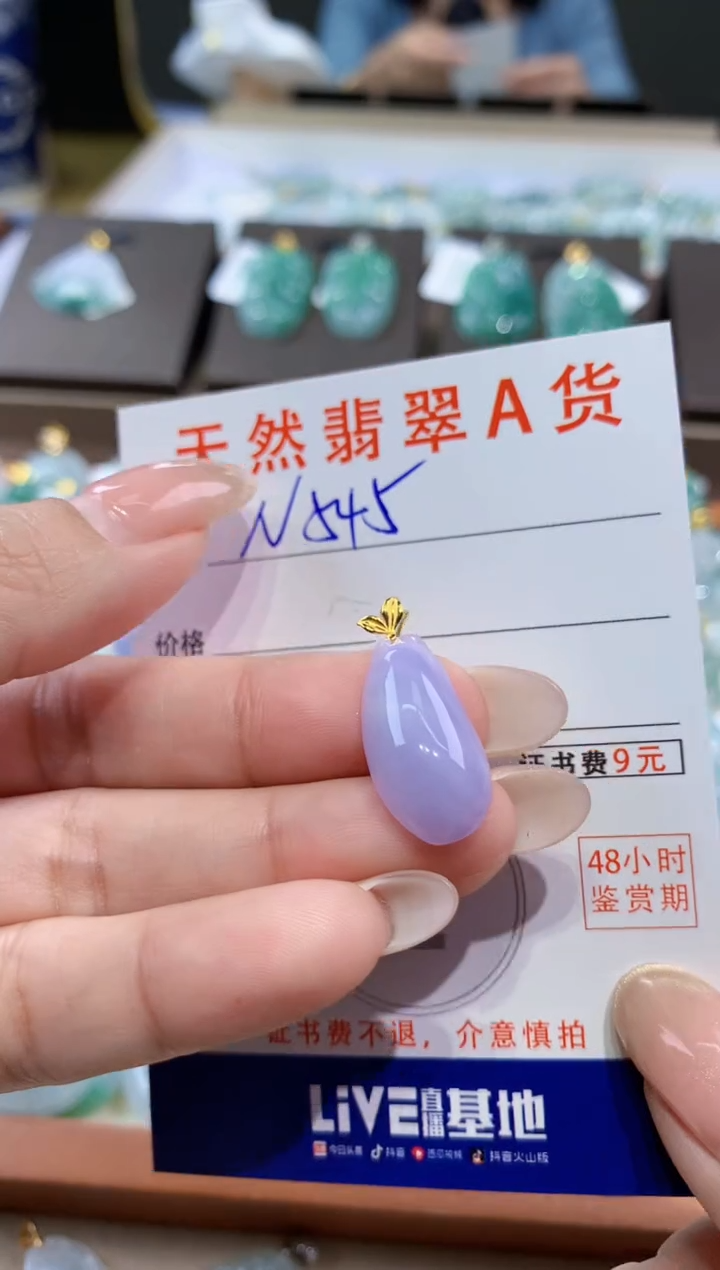 天然翡翠A货
N545
价格
证书费9元
48小时
鉴赏期
证书费不退，介意慎拍
LiVE直播基地
今日头条 抖音 西瓜视频 抖音火山版